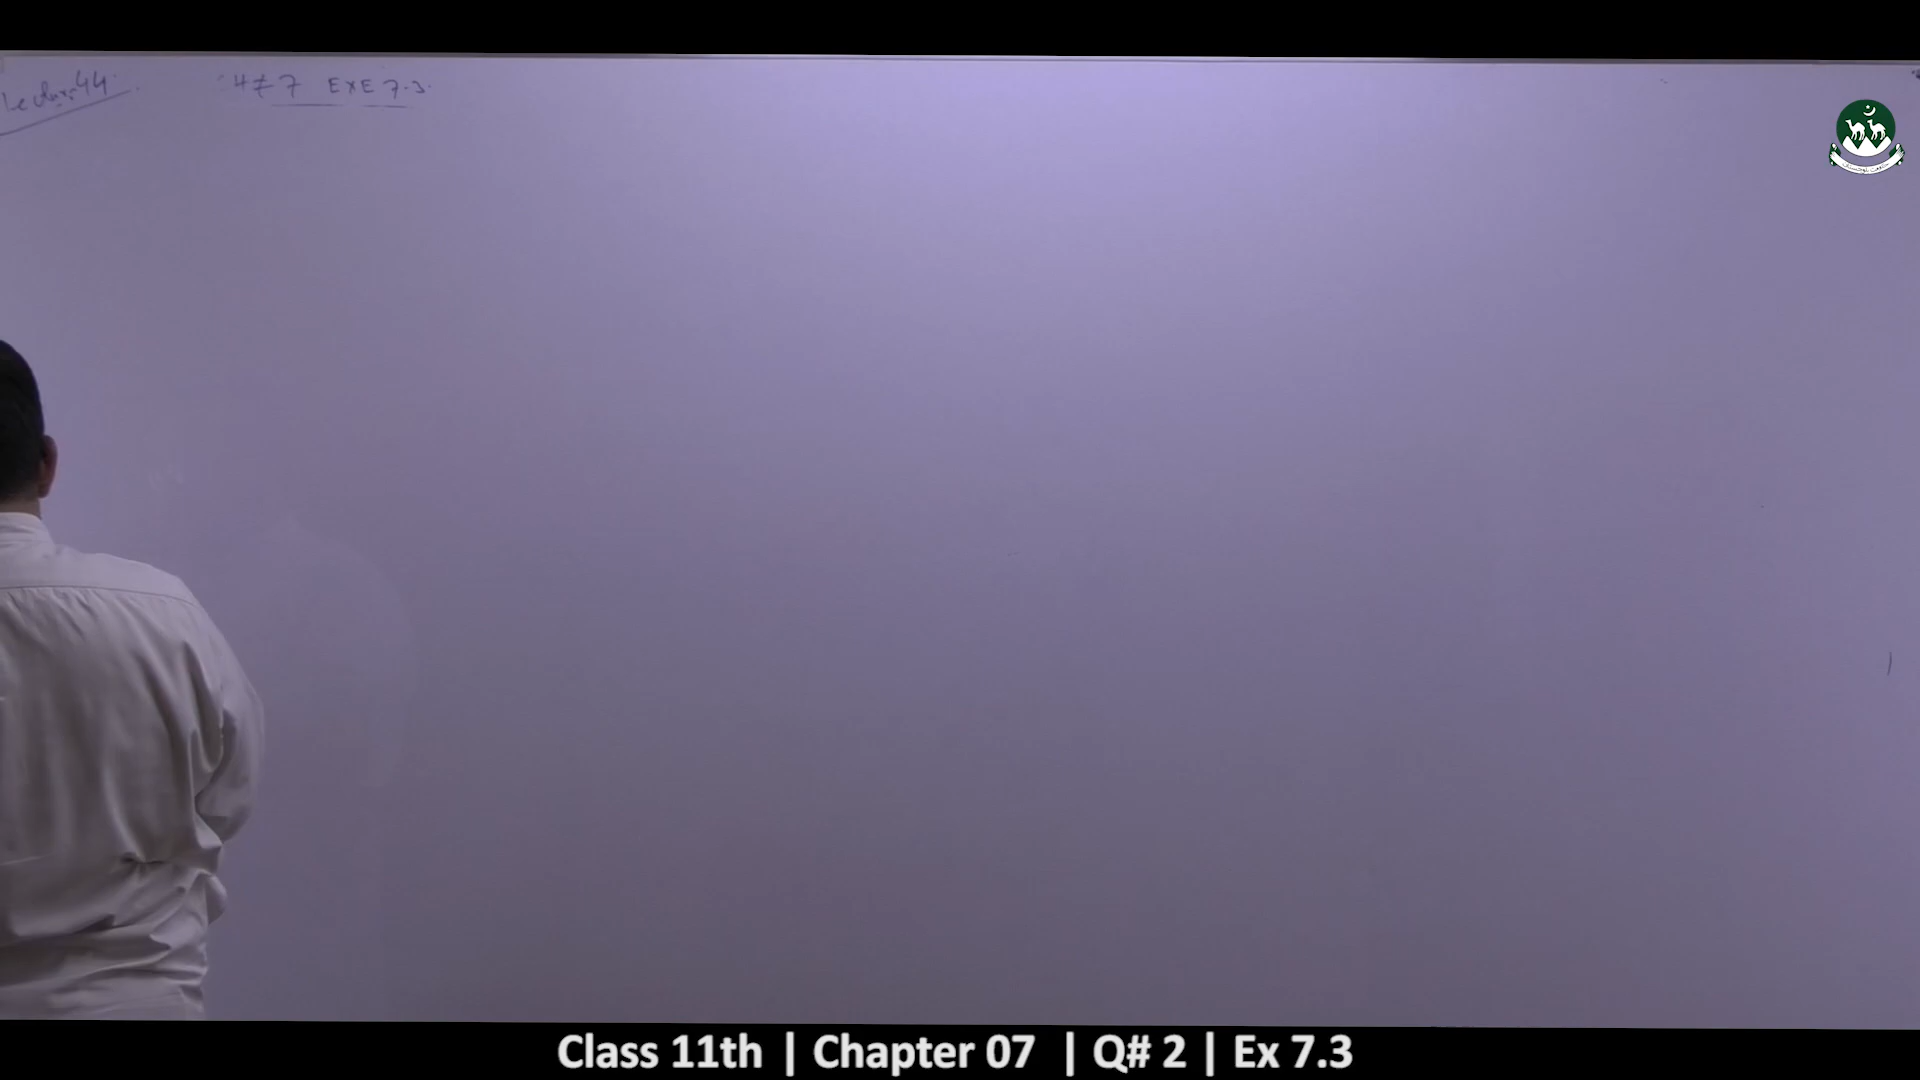 Lecture 44
4 ≠ 7 EXE 7.3.
Class 11th | Chapter 07 | Q# 2 | Ex 7.3